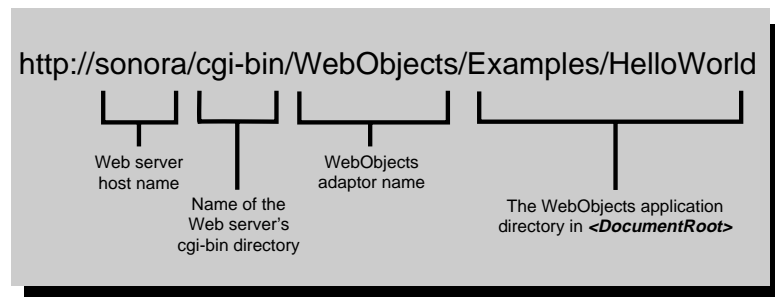 http://sonora/cgi-bin/WebObjects/Examples/HelloWorld
Web server
host name
Name of the
Web server's
cgi-bin directory
WebObjects
adaptor name
The WebObjects application
directory in <DocumentRoot>